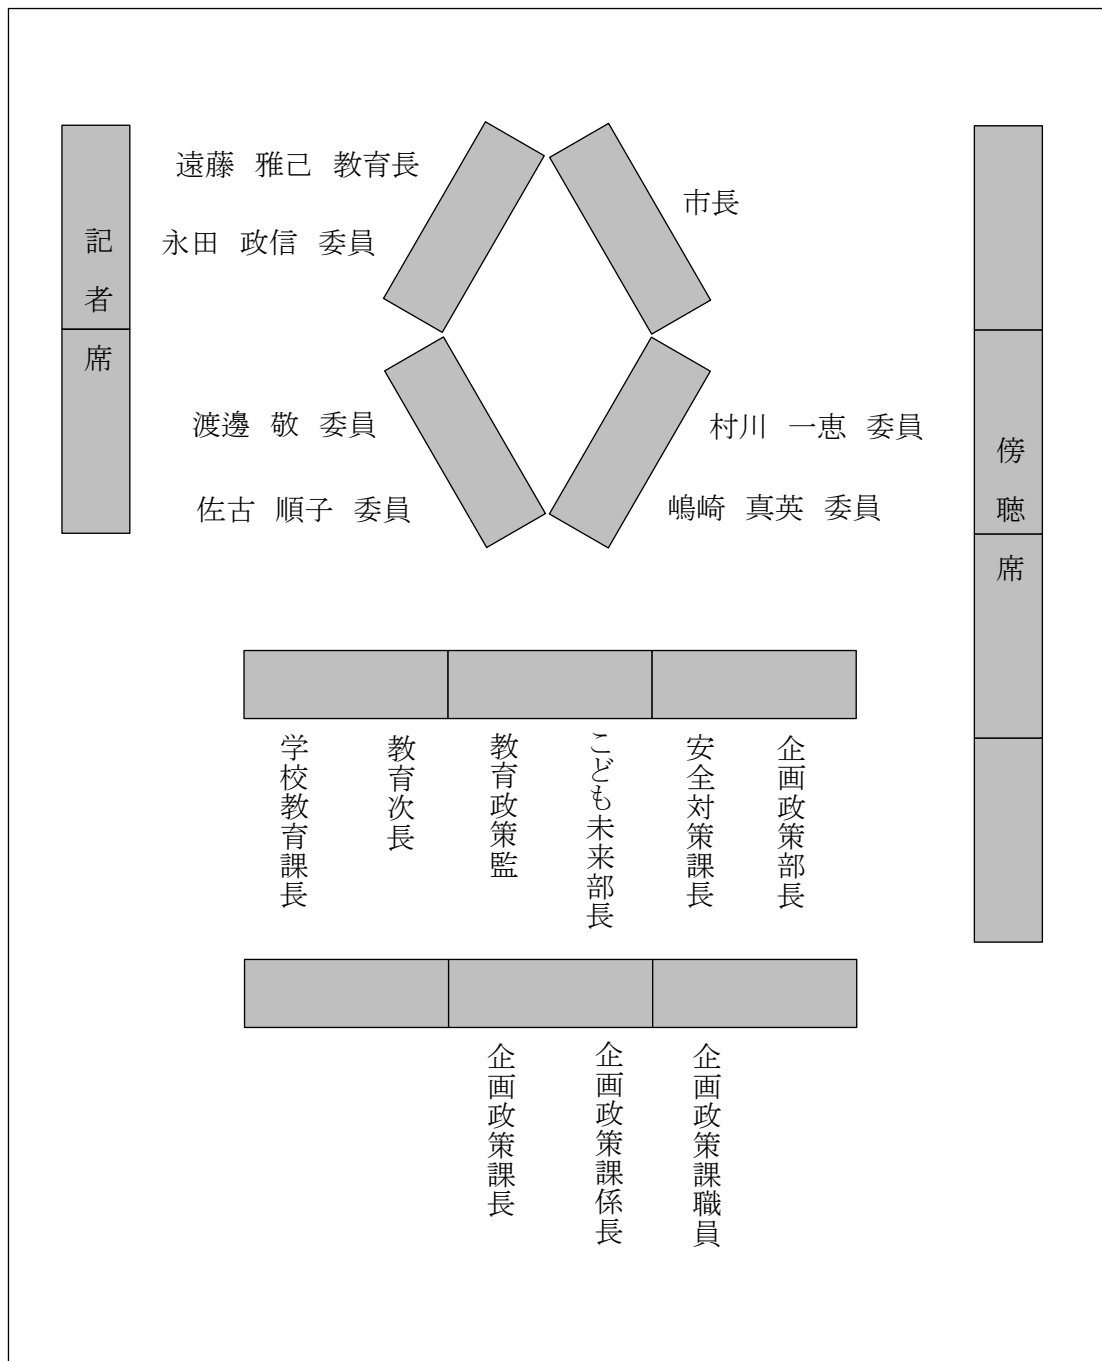 遠藤 雅己 教育長
市長
永田 政信 委員
記者席
渡邊 敬 委員
村川 一恵 委員
佐古 順子 委員
嶋崎 真英 委員
傍聴席
学校教育課長
教育次長
教育政策監
こども未来部長
安全対策課長
企画政策部長
企画政策課長
企画政策課係長
企画政策課職員